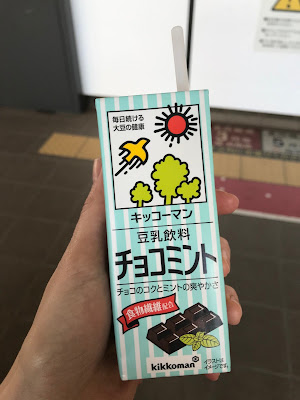 毎日続ける
大豆の健康
キッコーマン
豆乳飲料
チョコミント
チョコのコクとミントの爽やかさ
食物繊維配合
kikkoman
イラストは
イメージです。